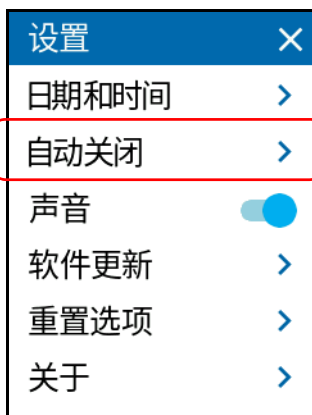 设置
日期和时间
自动关闭
声音
软件更新
重置选项
关于